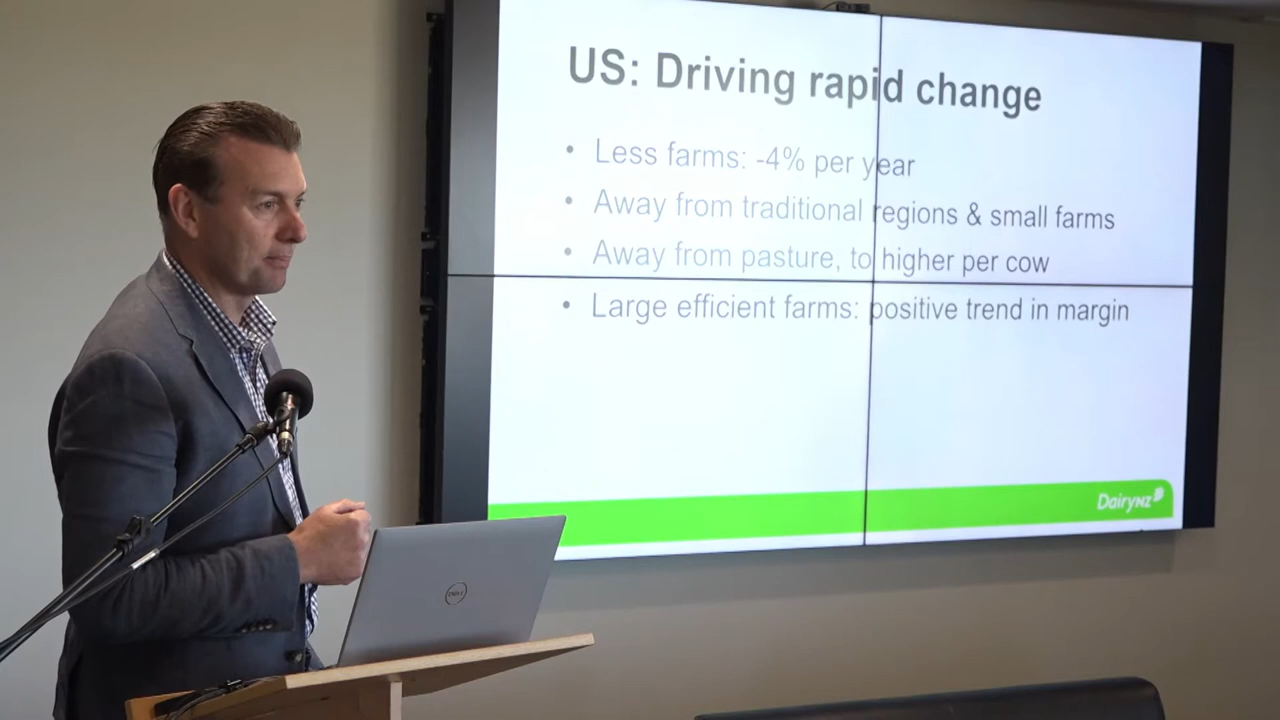 US: Driving rapid change
• Less farms: -4% per year
• Away from traditional regions & small farms
• Away from pasture, to higher per cow
• Large efficient farms: positive trend in margin
DairyNZ
DELL